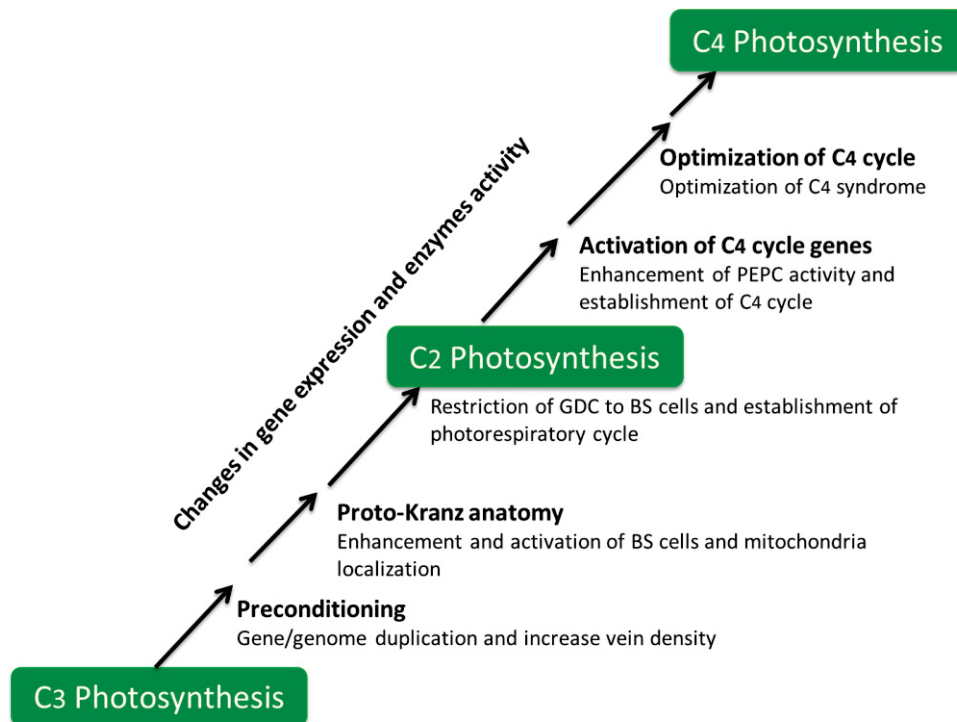 C4 Photosynthesis
Optimization of C4 cycle
Optimization of C4 syndrome
Changes in gene expression and enzymes activity
Activation of C4 cycle genes
Enhancement of PEPC activity and
establishment of C4 cycle
C2 Photosynthesis
Restriction of GDC to BS cells and establishment of
photorespiratory cycle
Proto-Kranz anatomy
Enhancement and activation of BS cells and mitochondria
localization
Preconditioning
Gene/genome duplication and increase vein density
C3 Photosynthesis